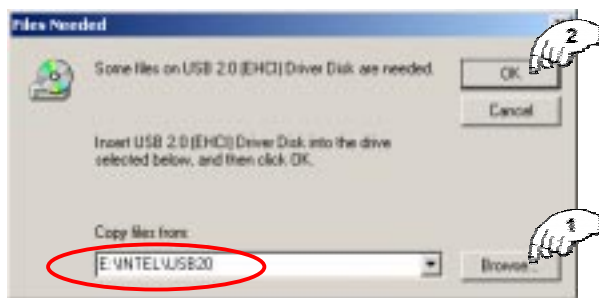 Files Needed
2
Some files on USB 2.0 (EHCI) Driver Disk are needed.
OK
Cancel
Insert USB 2.0 (EHCI) Driver Disk into the drive
selected below, and then click OK.
1
Copy files from:
E:\INTEL\USB20
Browse...